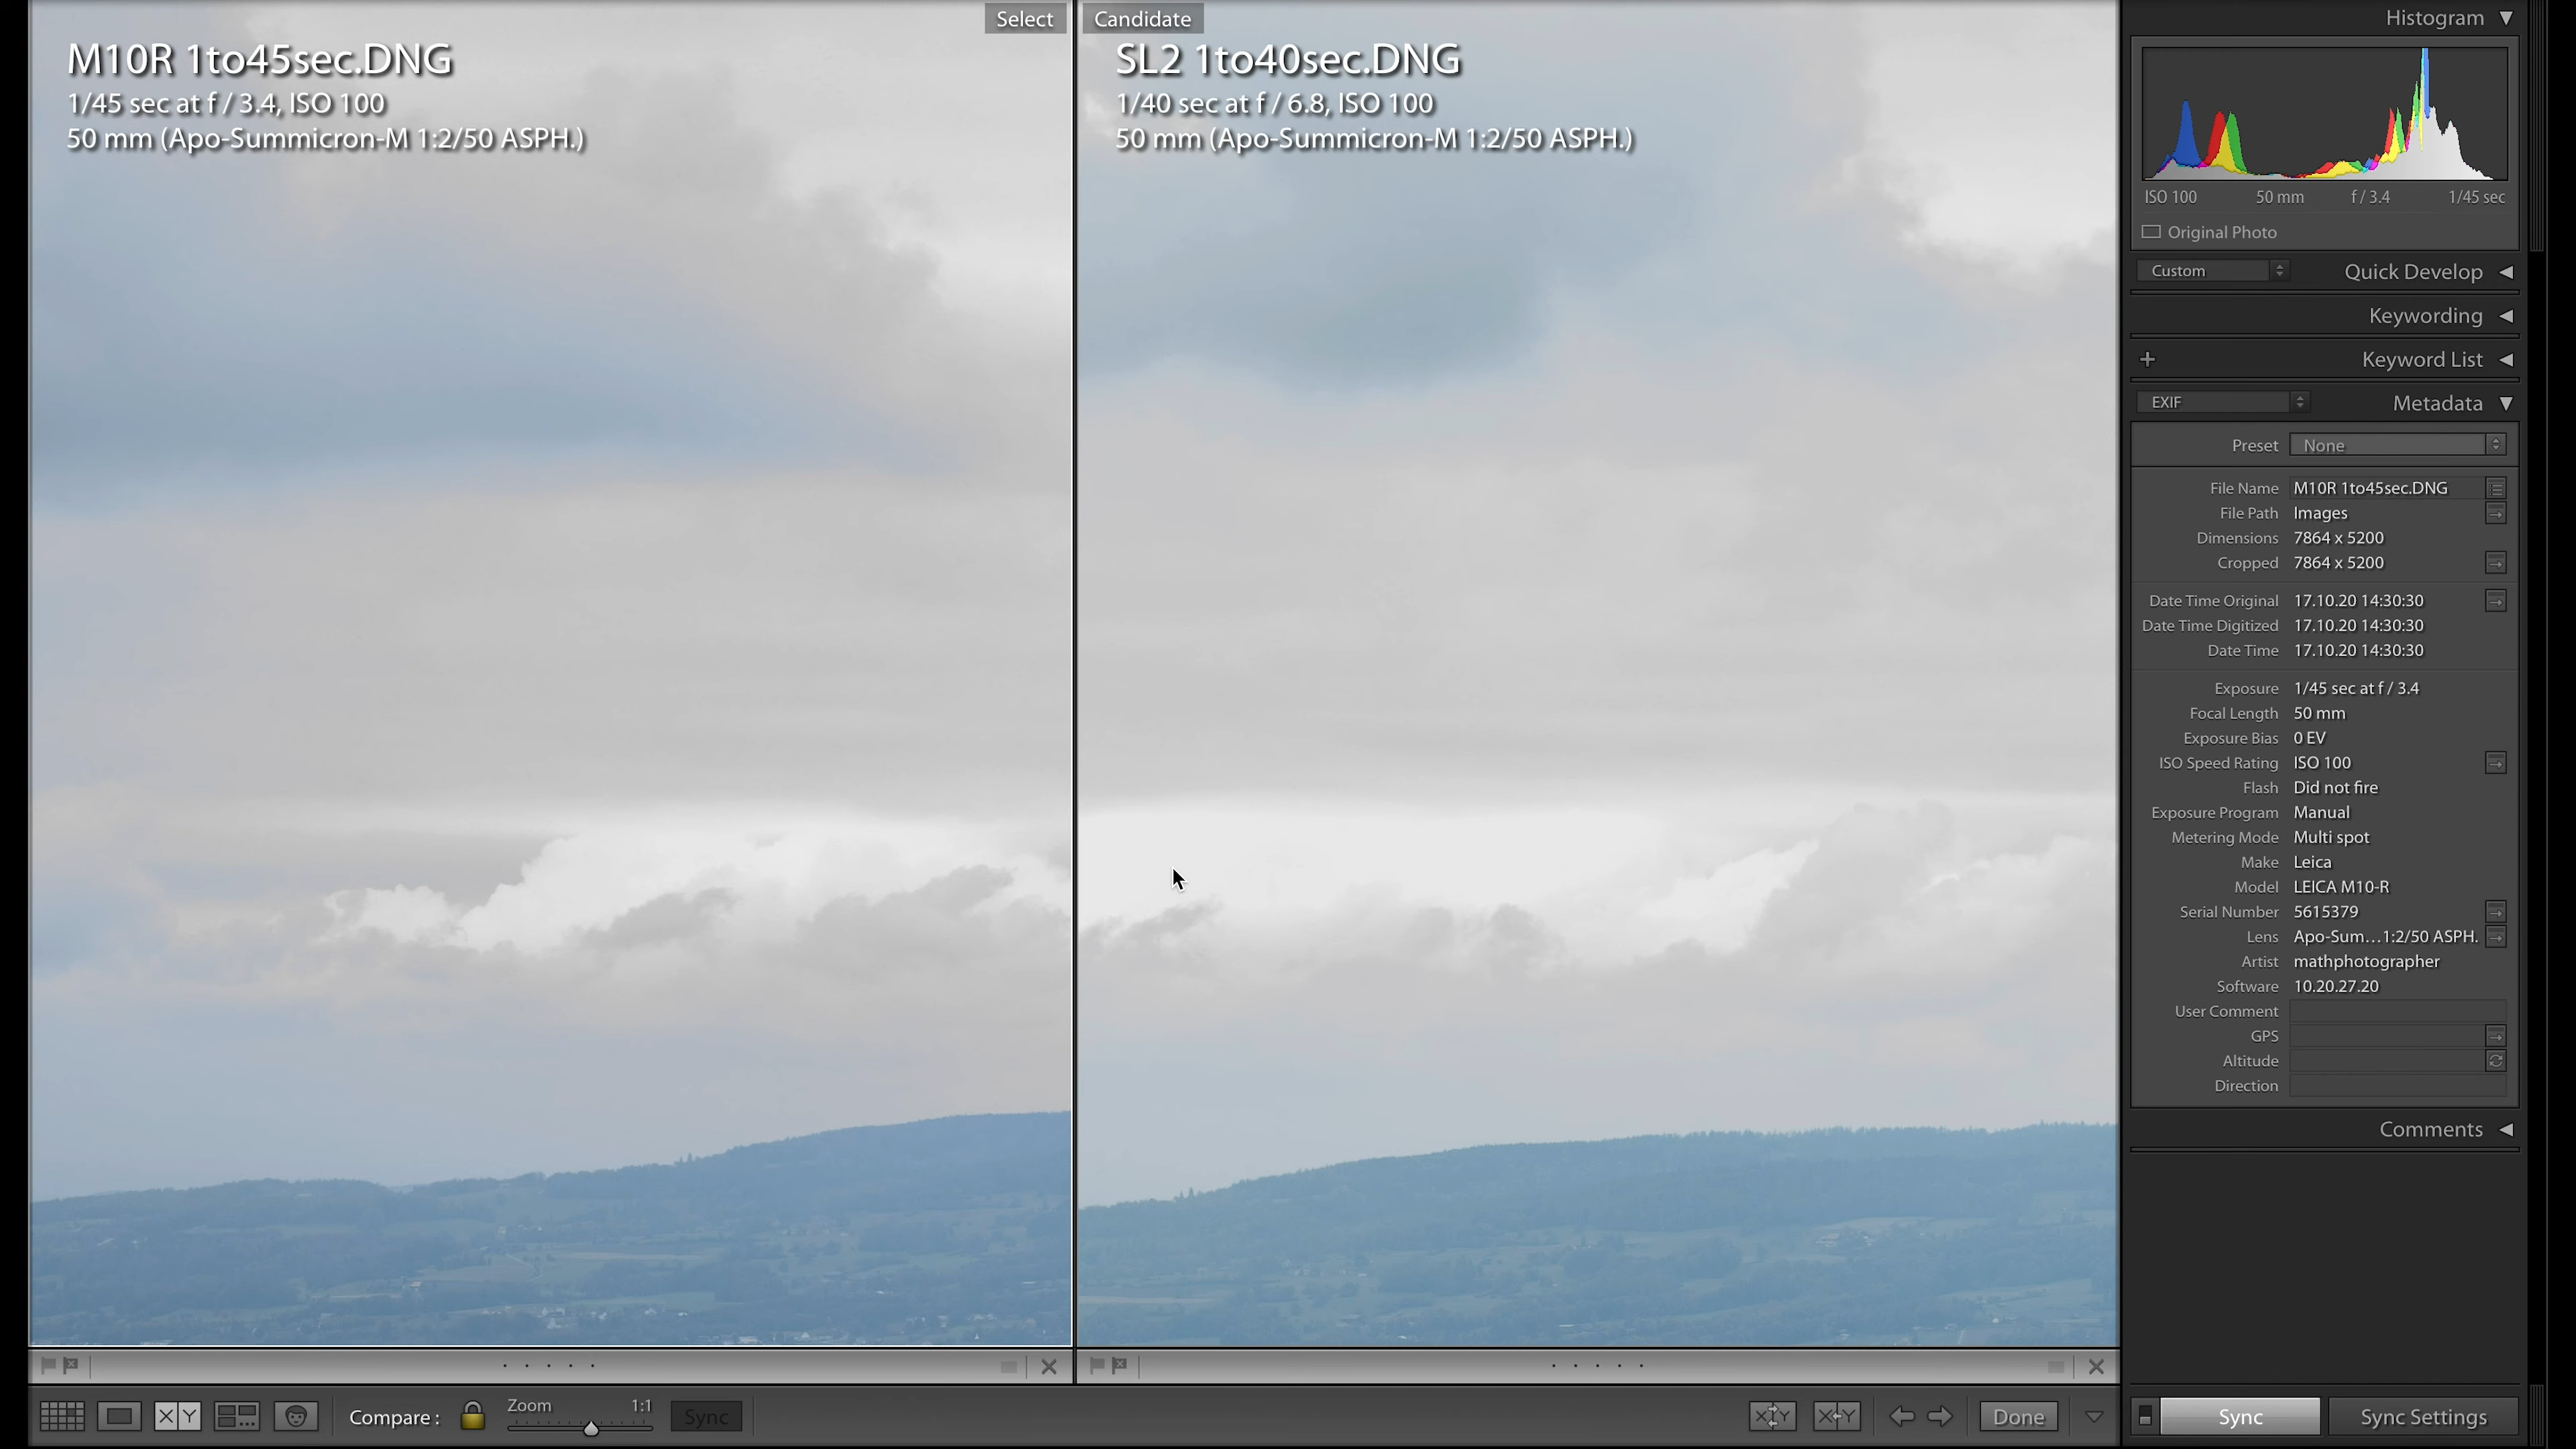 Select
M10R 1to45sec.DNG
1/45 sec at f / 3.4, ISO 100
50 mm (Apo-Summicron-M 1:2/50 ASPH.)
Candidate
SL2 1to40sec.DNG
1/40 sec at f / 6.8, ISO 100
50 mm (Apo-Summicron-M 1:2/50 ASPH.)
Histogram
ISO 100 50 mm f / 3.4 1/45 sec
Original Photo
Custom Quick Develop
Keywording
+ Keyword List
EXIF Metadata
Preset None
File Name M10R 1to45sec.DNG
File Path Images
Dimensions 7864 x 5200
Cropped 7864 x 5200
Date Time Original 17.10.20 14:30:30
Date Time Digitized 17.10.20 14:30:30
Date Time 17.10.20 14:30:30
Exposure 1/45 sec at f / 3.4
Focal Length 50 mm
Exposure Bias 0 EV
ISO Speed Rating ISO 100
Flash Did not fire
Exposure Program Manual
Metering Mode Multi spot
Make Leica
Model LEICA M10-R
Serial Number 5615379
Lens Apo-Sum…1:2/50 ASPH.
Artist mathphotographer
Software 10.20.27.20
User Comment
GPS
Altitude
Direction
Comments
X Y Compare : Zoom 1:1 Sync X Y X Y Done Sync Sync Settings